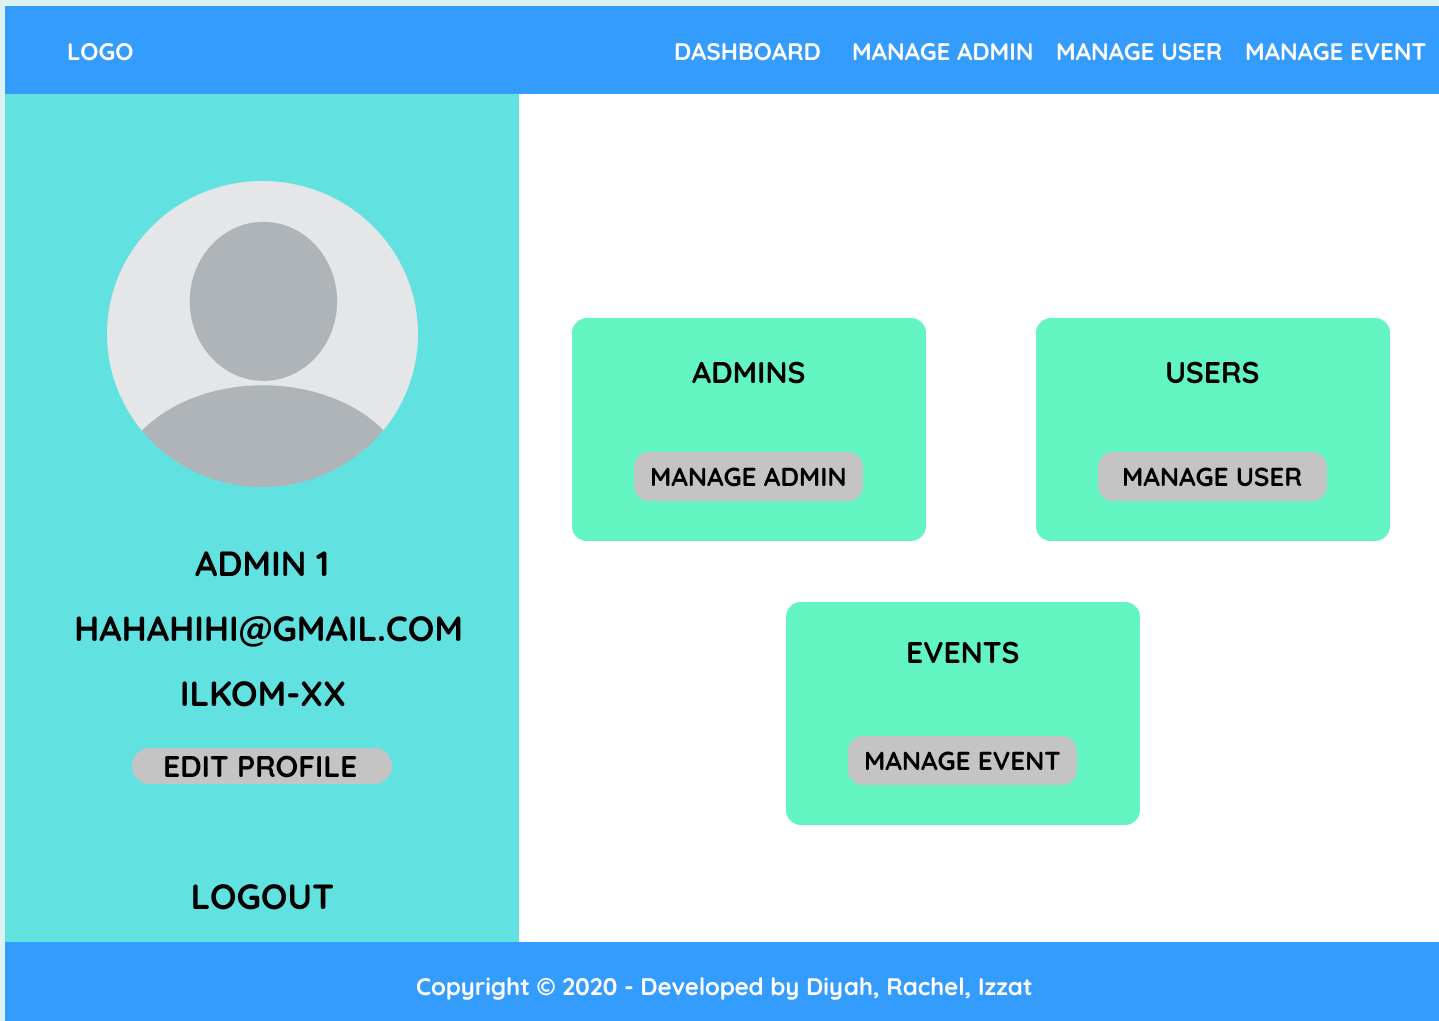 LOGO
DASHBOARD
MANAGE ADMIN
MANAGE USER
MANAGE EVENT
ADMIN 1
HAHAHIHI@GMAIL.COM
ILKOM-XX
EDIT PROFILE
LOGOUT
ADMINS
MANAGE ADMIN
USERS
MANAGE USER
EVENTS
MANAGE EVENT
Copyright © 2020 - Developed by Diyah, Rachel, Izzat